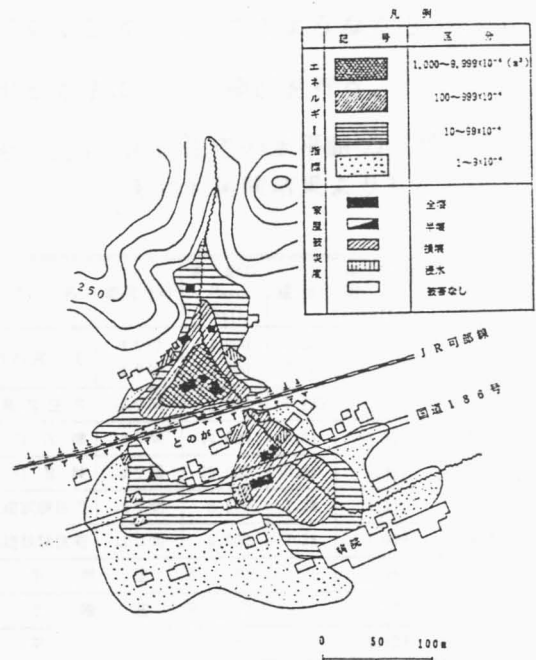 凡 例
記 号
区 分
エネルギー指標
1,000～9,999×10⁻⁴ (m³)
100～999×10⁻⁴
10～99×10⁻⁴
1～9×10⁻⁴
家屋被災度
全壊
半壊
損壊
浸水
被害なし
250
JR可部線
国道186号
とのが
病院
0 50 100m